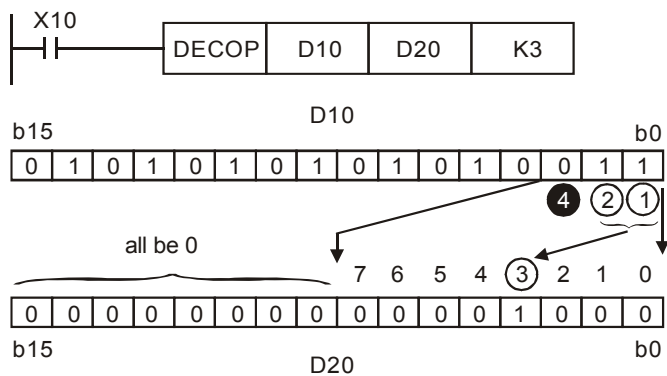 X10
DECOP D10 D20 K3
D10
b15 b0
0 1 0 1 0 1 0 1 0 1 0 1 0 0 1 1
4 2 1
all be 0
7 6 5 4 3 2 1 0
0 0 0 0 0 0 0 0 0 0 0 0 1 0 0 0
b15 b0
D20